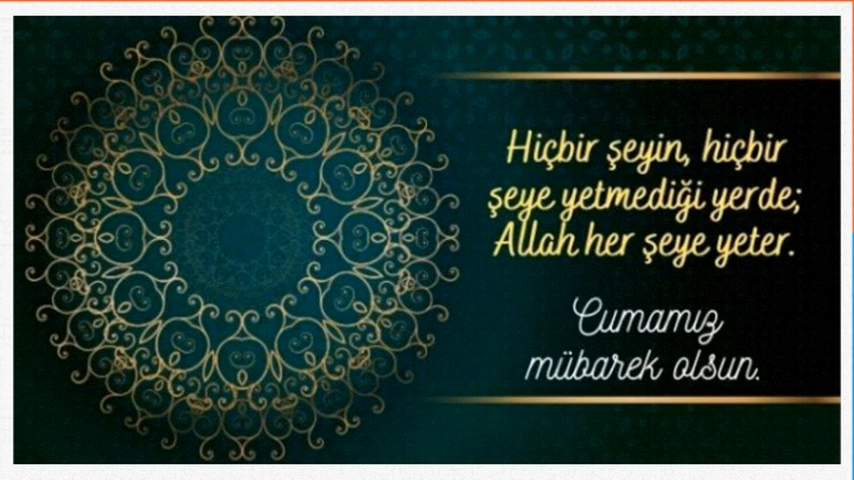 Hiçbir şeyin, hiçbir
şeye yetmediği yerde;
Allah her şeye yeter.
Cumamız
mübarek olsun.